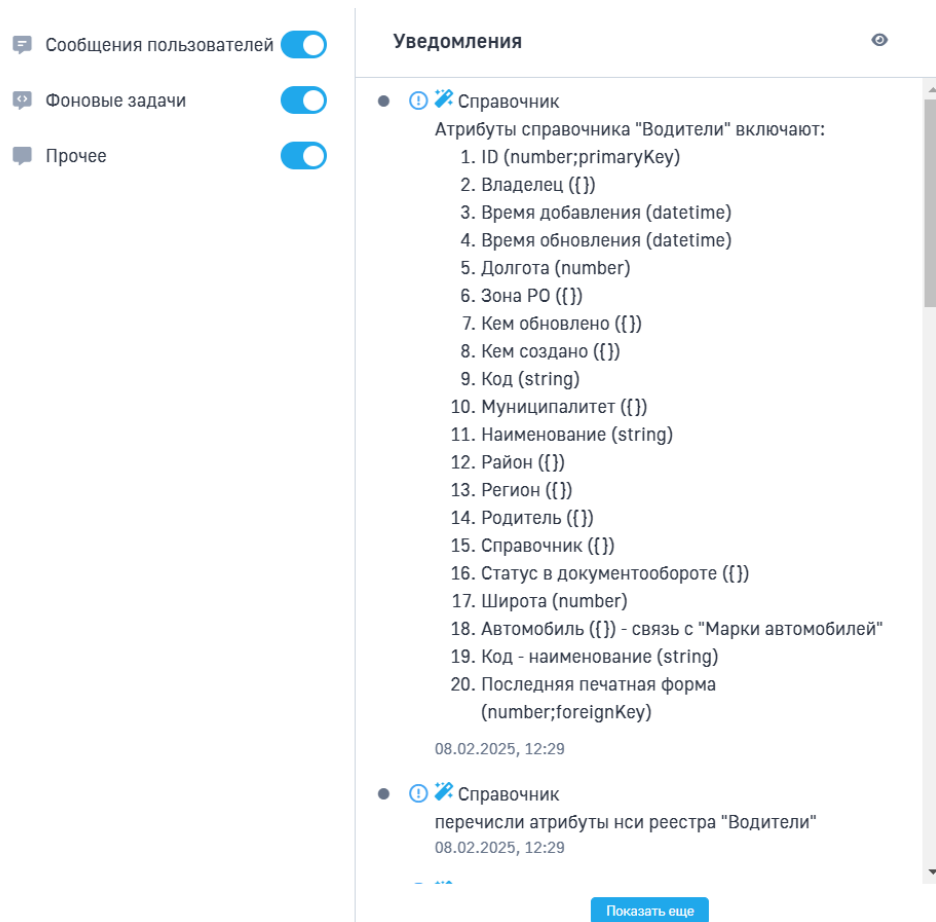 Сообщения пользователей
Фоновые задачи
Прочее
Уведомления
Справочник
Атрибуты справочника "Водители" включают:
1. ID (number;primaryKey)
2. Владелец ({})
3. Время добавления (datetime)
4. Время обновления (datetime)
5. Долгота (number)
6. Зона РО ({})
7. Кем обновлено ({})
8. Кем создано ({})
9. Код (string)
10. Муниципалитет ({})
11. Наименование (string)
12. Район ({})
13. Регион ({})
14. Родитель ({})
15. Справочник ({})
16. Статус в документообороте ({})
17. Широта (number)
18. Автомобиль ({}) - связь с "Марки автомобилей"
19. Код - наименование (string)
20. Последняя печатная форма
(number;foreignKey)
08.02.2025, 12:29
Справочник
перечисли атрибуты нси реестра "Водители"
08.02.2025, 12:29
Показать еще